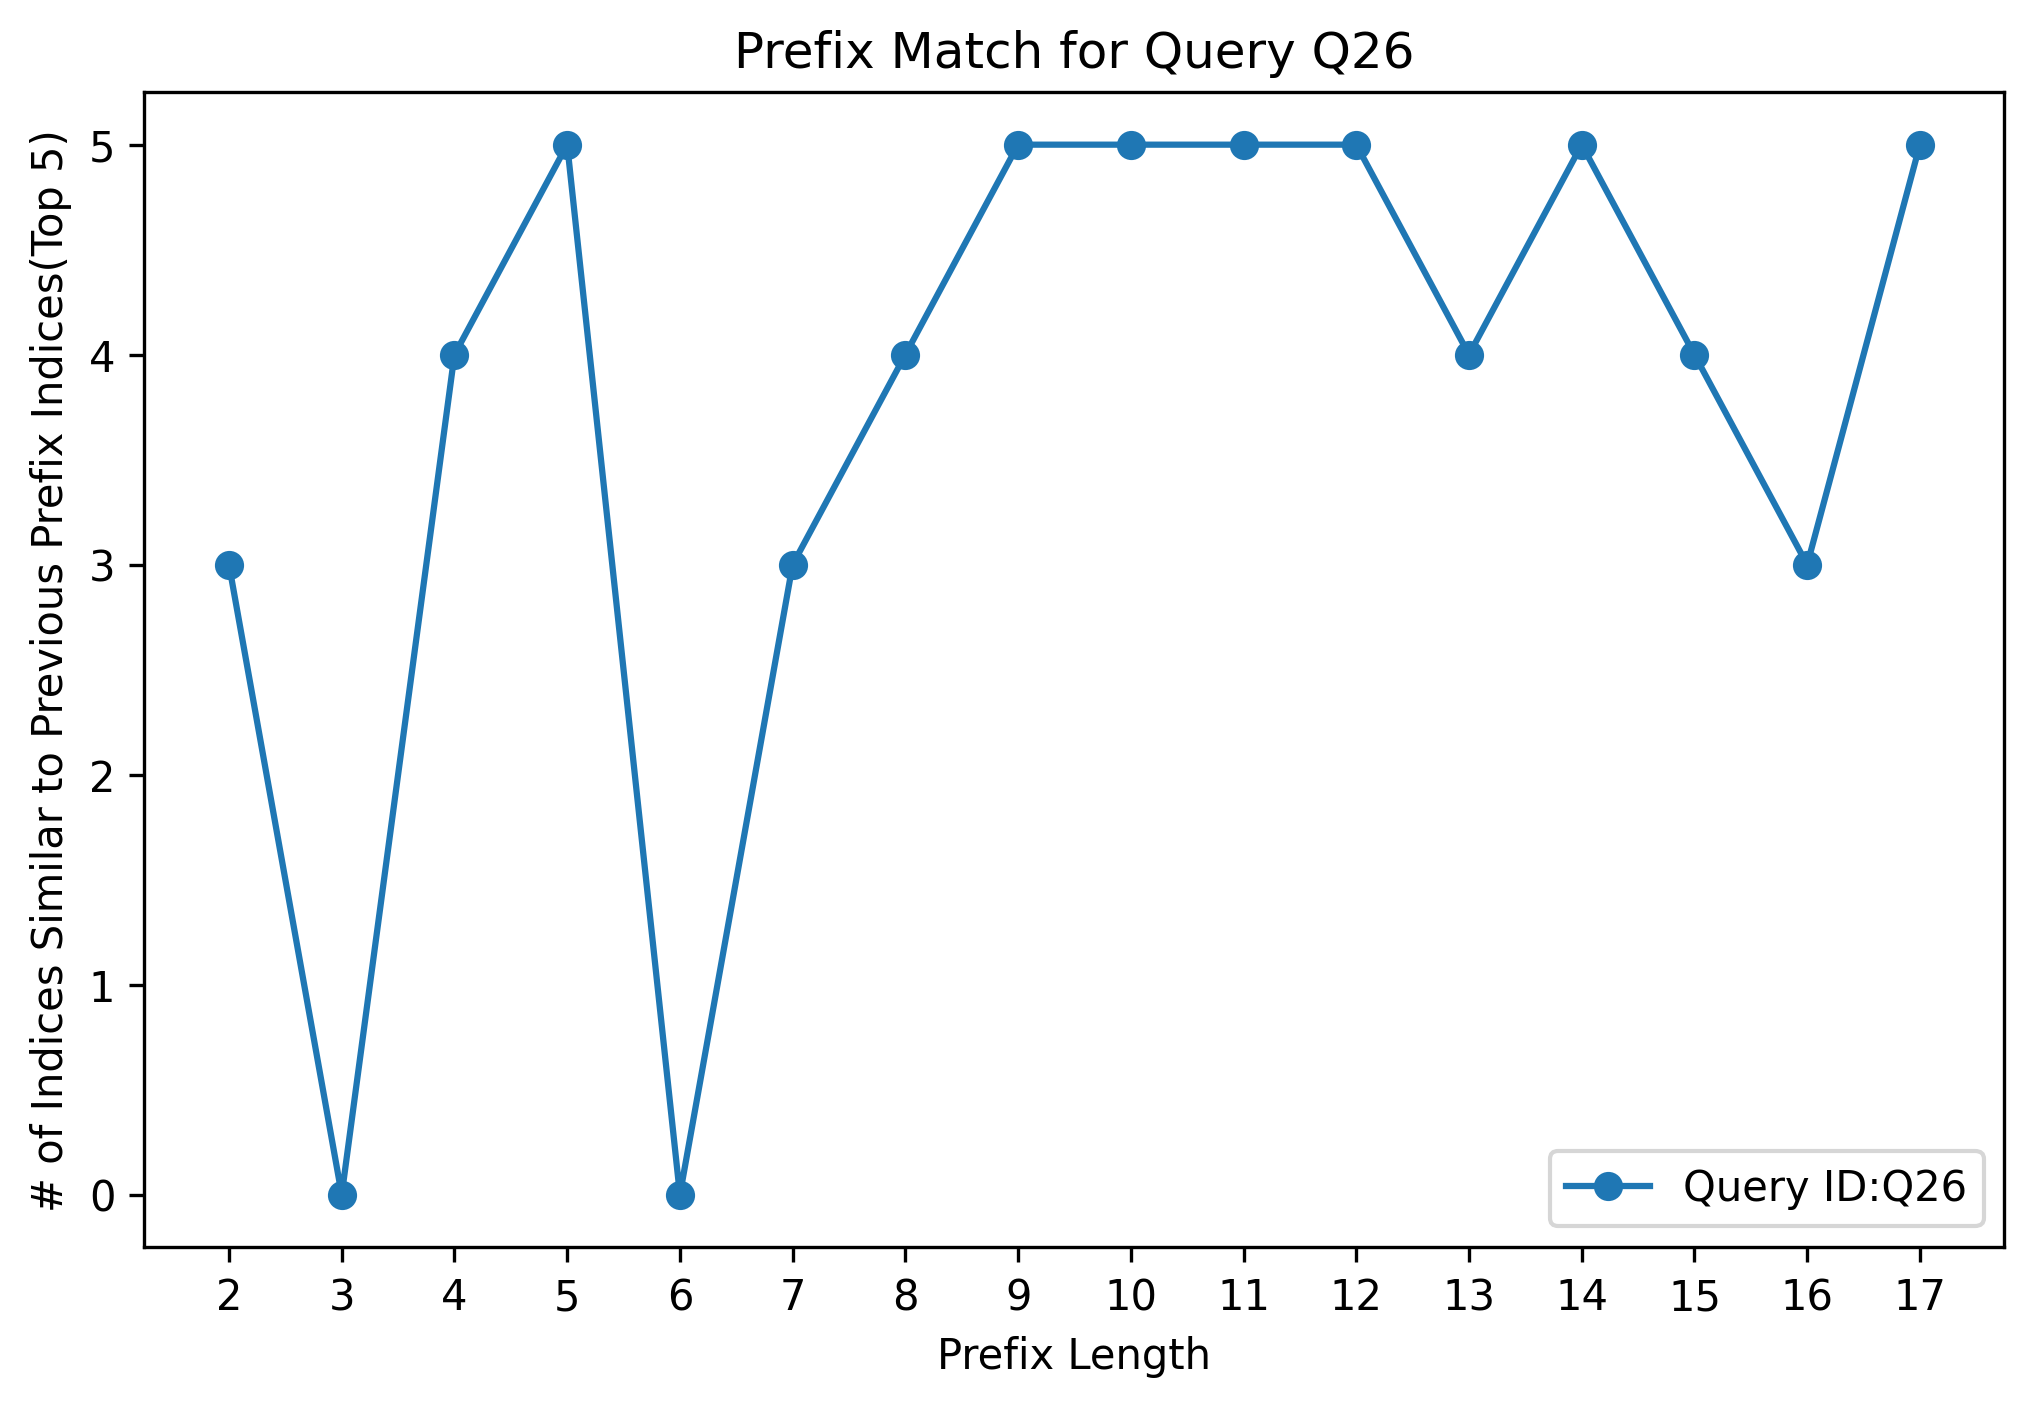 Prefix Match for Query Q26
# of Indices Similar to Previous Prefix Indices(Top 5)
5
4
3
2
1
0
Query ID:Q26
2 3 4 5 6 7 8 9 10 11 12 13 14 15 16 17
Prefix Length